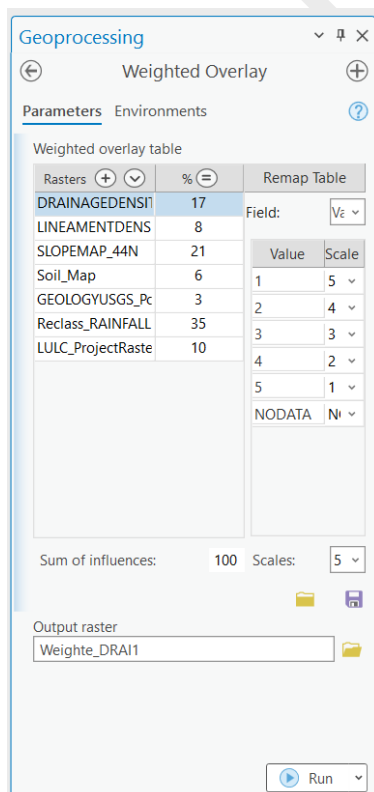 Geoprocessing
Weighted Overlay
Parameters Environments
Weighted overlay table
Rasters % Remap Table
DRAINAGEDENSIT 17
LINEAMENTDENS 8
SLOPEMAP_44N 21
Soil_Map 6
GEOLOGYUSGS_Pc 3
Reclass_RAINFALL 35
LULC_ProjectRaste 10
Field: Va
Value Scale
1 5
2 4
3 3
4 2
5 1
NODATA
Sum of influences: 100 Scales: 5
Output raster
Weighte_DRAI1
Run